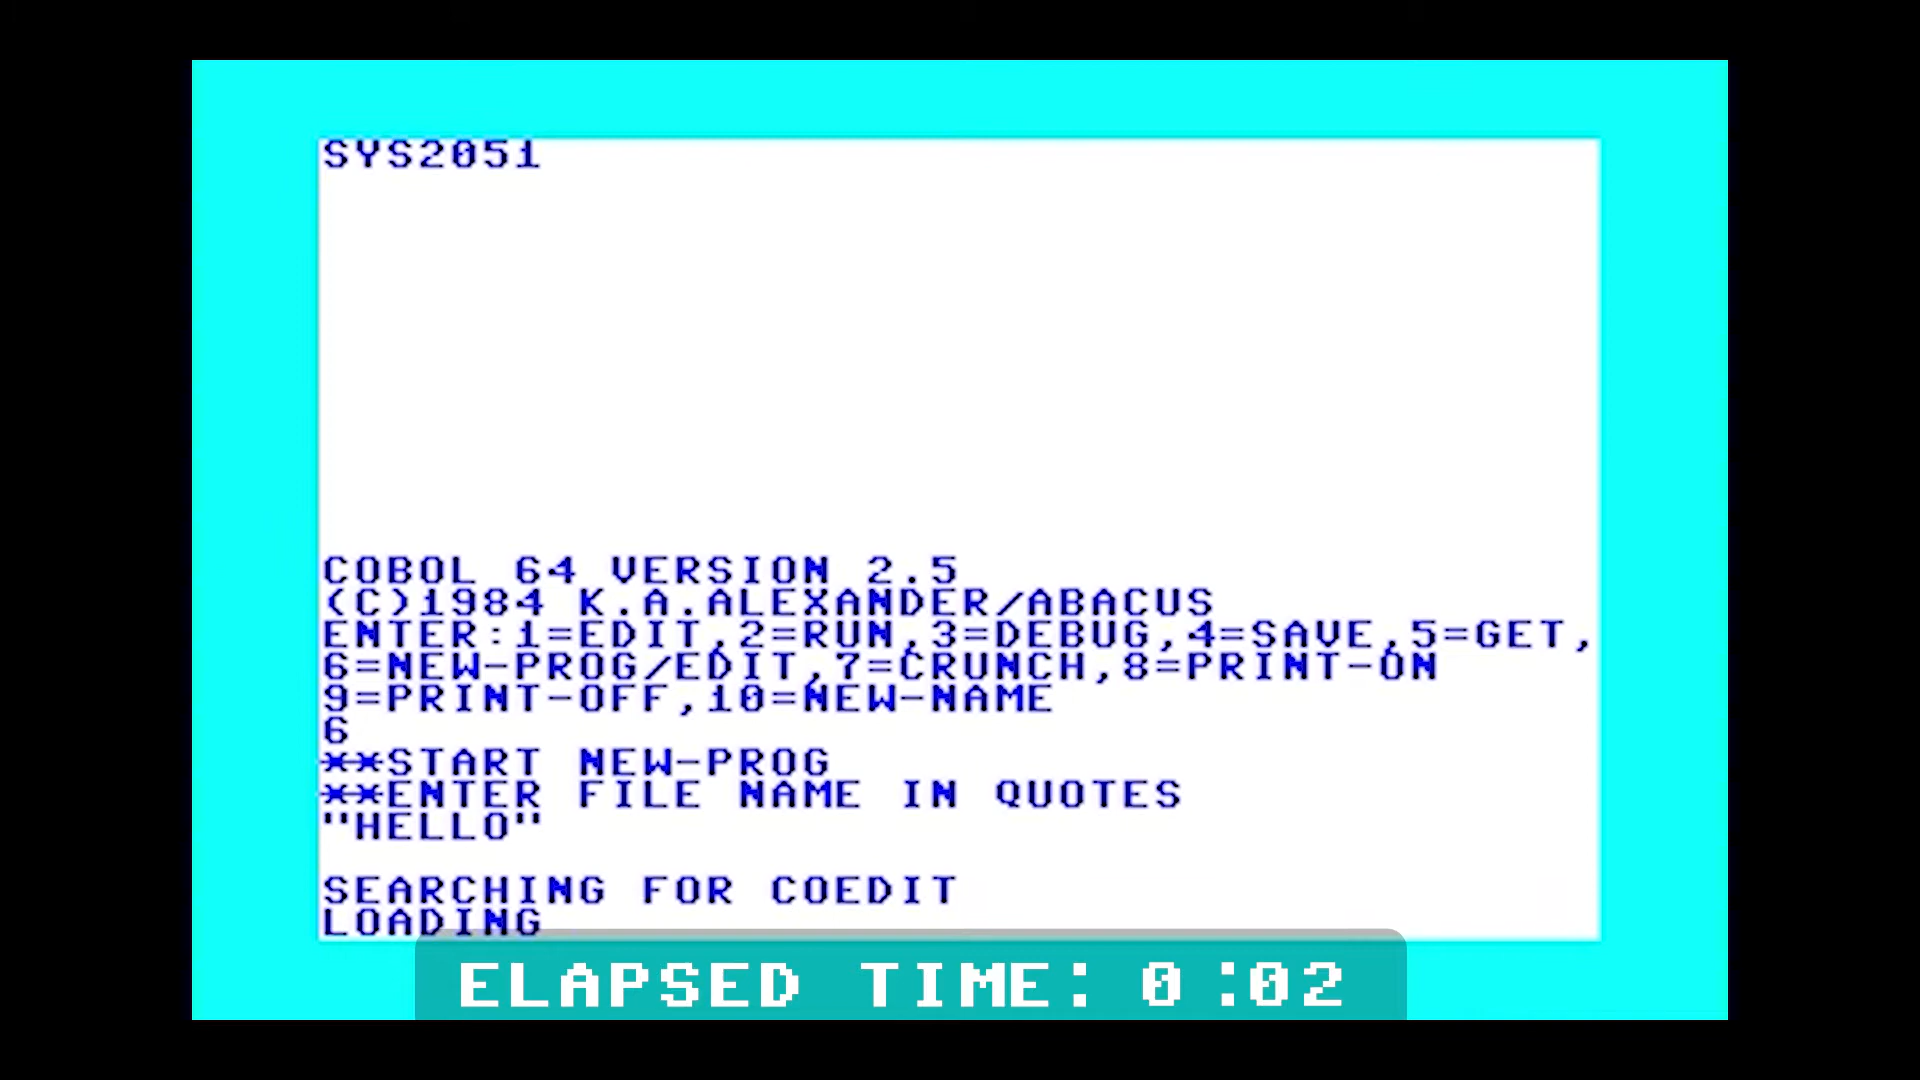 SYS2051
COBOL 64 VERSION 2.5
(C)1984 K.A.ALEXANDER/ABACUS
ENTER:1=EDIT,2=RUN,3=DEBUG,4=SAVE,5=GET,
6=NEW-PROG/EDIT,7=CRUNCH,8=PRINT-ON
9=PRINT-OFF,10=NEW-NAME
6
**START NEW-PROG
**ENTER FILE NAME IN QUOTES
"HELLO"
SEARCHING FOR COEDIT
LOADING
ELAPSED TIME: 0:02